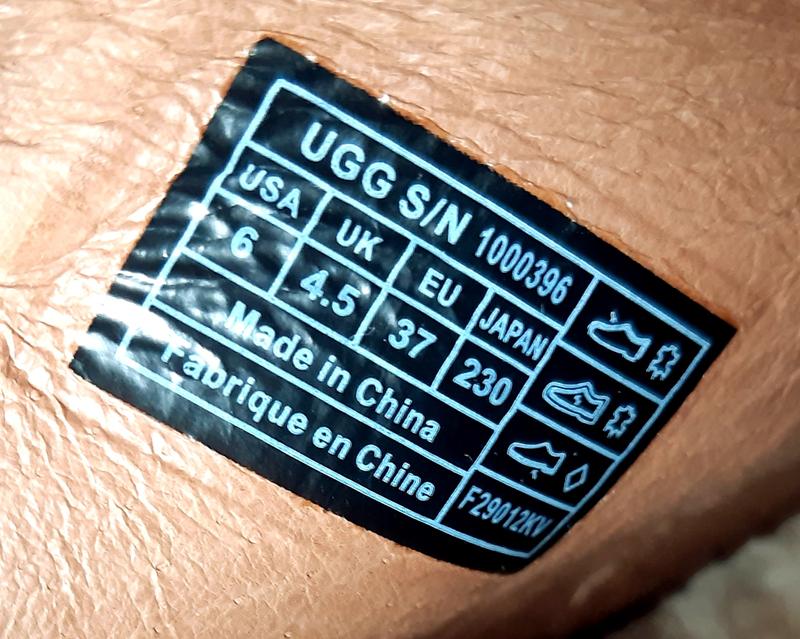 UGG S/N 1000396
USA UK EU JAPAN
6 4.5 37 230
Made in China
Fabrique en Chine
F29012KV